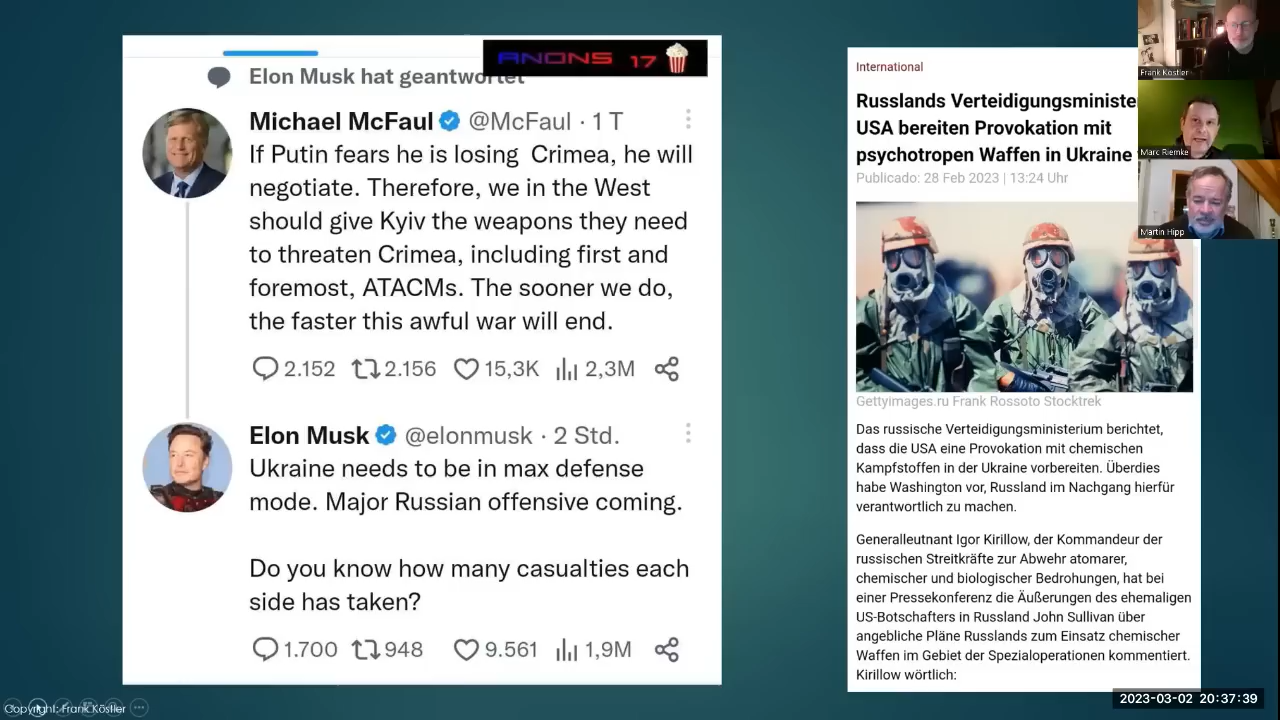 ANONS 17
Elon Musk hat geantwortet
Michael McFaul @McFaul · 1 T
If Putin fears he is losing Crimea, he will
negotiate. Therefore, we in the West
should give Kyiv the weapons they need
to threaten Crimea, including first and
foremost, ATACMs. The sooner we do,
the faster this awful war will end.
2.152 2.156 15,3K 2,3M
Elon Musk @elonmusk · 2 Std.
Ukraine needs to be in max defense
mode. Major Russian offensive coming.
Do you know how many casualties each
side has taken?
1.700 948 9.561 1,9M
International
Russlands Verteidigungsministe
USA bereiten Provokation mit
psychotropen Waffen in Ukraine
Publicado: 28 Feb 2023 | 13:24 Uhr
Gettyimages.ru Frank Rossoto Stocktrek
Das russische Verteidigungsministerium berichtet,
dass die USA eine Provokation mit chemischen
Kampfstoffen in der Ukraine vorbereiten. Überdies
habe Washington vor, Russland im Nachgang hierfür
verantwortlich zu machen.
Generalleutnant Igor Kirillow, der Kommandeur der
russischen Streitkräfte zur Abwehr atomarer,
chemischer und biologischer Bedrohungen, hat bei
einer Pressekonferenz die Äußerungen des ehemaligen
US-Botschafters in Russland John Sullivan über
angebliche Pläne Russlands zum Einsatz chemischer
Waffen im Gebiet der Spezialoperationen kommentiert.
Kirillow wörtlich:
Frank Köstler
Marc Riemke
Martin Hipp
Copyright: Frank Köstler
2023-03-02 20:37:39